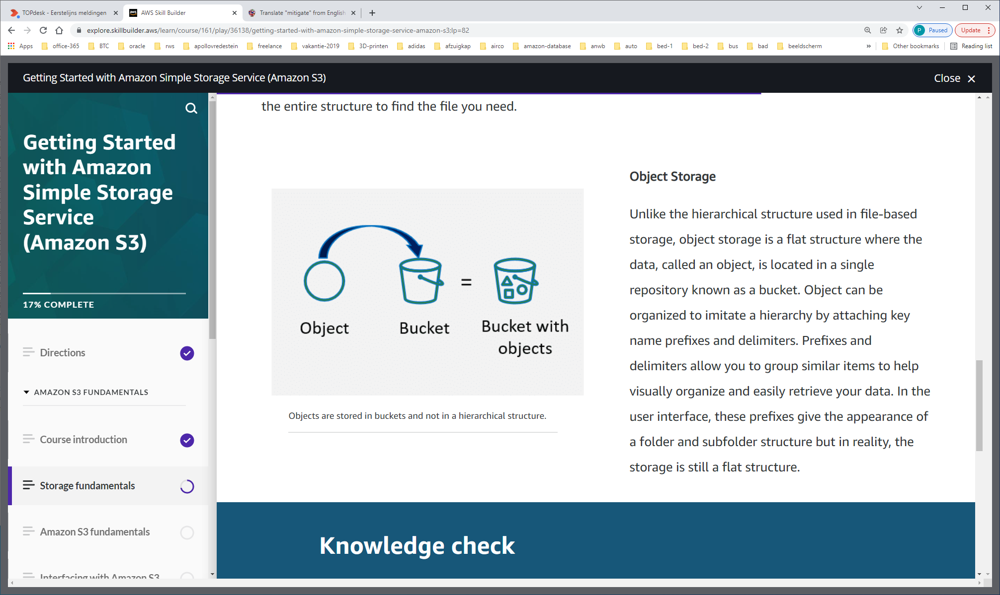 TOPdesk - Eerstelijns meldingen
AWS Skill Builder
Translate "mitigate" from English
explore.skillbuilder.aws/learn/course/161/play/36138/getting-started-with-amazon-simple-storage-service-amazon-s3;lp=82
P Paused
Update
Apps office-365 BTC oracle rws apollovredestein freelance vakantie-2019 3D-printen adidas afzuigkap airco amazon-database anwb auto bed-1 bed-2 bus bad beeldscherm » Other bookmarks Reading list
Getting Started with Amazon Simple Storage Service (Amazon S3)
Close
Getting Started
with Amazon
Simple Storage
Service
(Amazon S3)
17% COMPLETE
Directions
AMAZON S3 FUNDAMENTALS
Course introduction
Storage fundamentals
Amazon S3 fundamentals
Interfacing with Amazon S3
the entire structure to find the file you need.
Object
Bucket
=
Bucket with
objects
Objects are stored in buckets and not in a hierarchical structure.
Object Storage
Unlike the hierarchical structure used in file-based
storage, object storage is a flat structure where the
data, called an object, is located in a single
repository known as a bucket. Object can be
organized to imitate a hierarchy by attaching key
name prefixes and delimiters. Prefixes and
delimiters allow you to group similar items to help
visually organize and easily retrieve your data. In the
user interface, these prefixes give the appearance of
a folder and subfolder structure but in reality, the
storage is still a flat structure.
Knowledge check